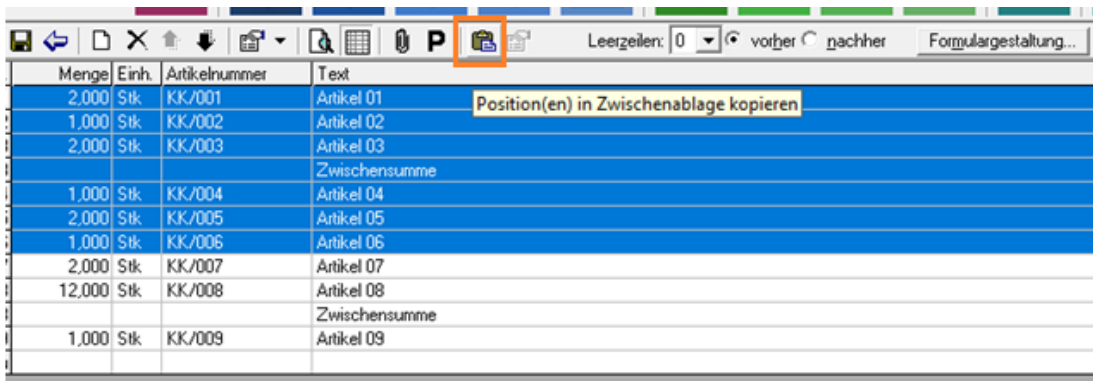 P Leerzeilen: 0 vorher nachher Formulargestaltung...
Menge Einh. Artikelnummer Text
2,000 Stk KK/001 Artikel 01
Position(en) in Zwischenablage kopieren
1,000 Stk KK/002 Artikel 02
2,000 Stk KK/003 Artikel 03
Zwischensumme
1,000 Stk KK/004 Artikel 04
2,000 Stk KK/005 Artikel 05
1,000 Stk KK/006 Artikel 06
2,000 Stk KK/007 Artikel 07
12,000 Stk KK/008 Artikel 08
Zwischensumme
1,000 Stk KK/009 Artikel 09